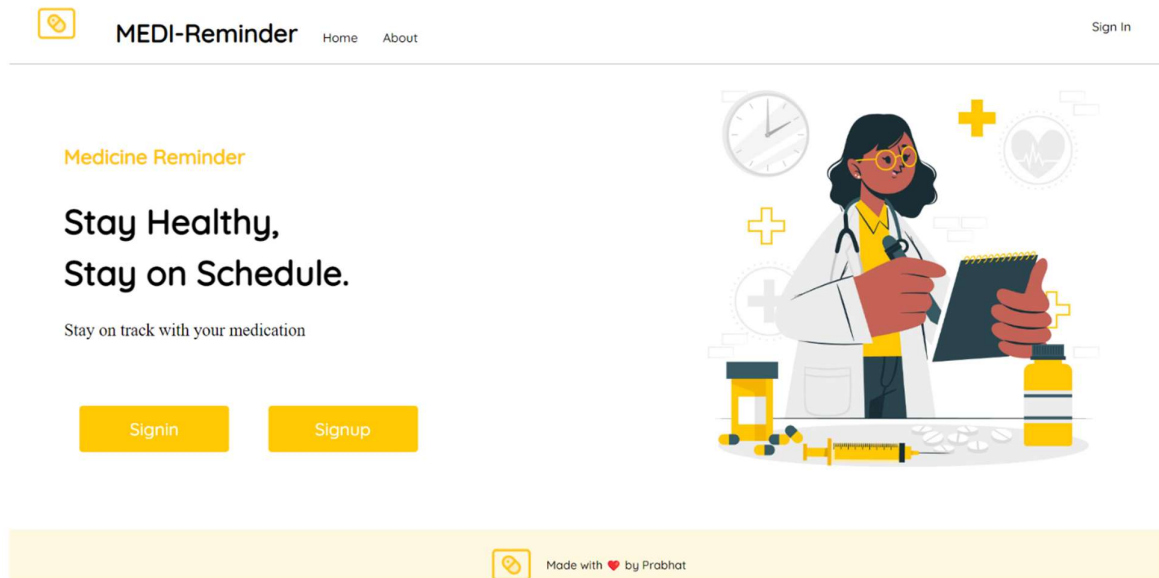 MEDI-Reminder Home About Sign In
Medicine Reminder
Stay Healthy,
Stay on Schedule.
Stay on track with your medication
Signin Signup
Made with ❤️ by Prabhat